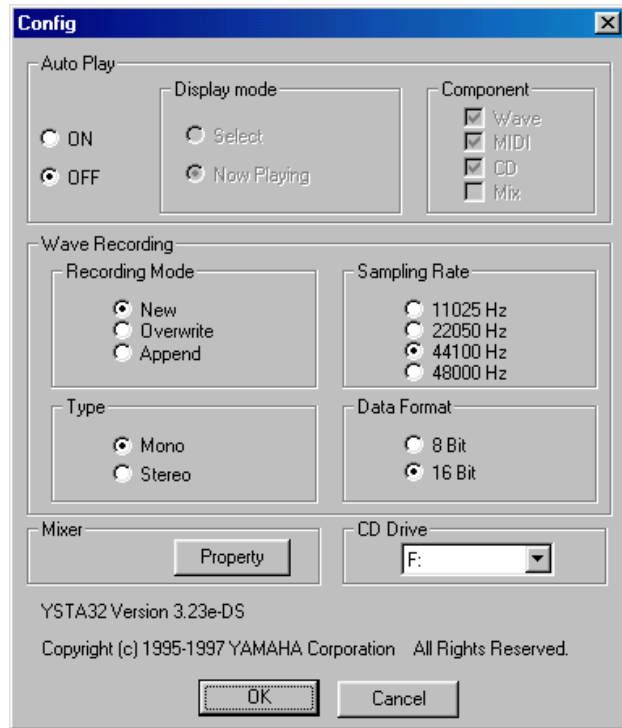 Config
Auto Play
ON
OFF
Display mode
Select
Now Playing
Component
Wave
MIDI
CD
Mix
Wave Recording
Recording Mode
New
Overwrite
Append
Sampling Rate
11025 Hz
22050 Hz
44100 Hz
48000 Hz
Type
Mono
Stereo
Data Format
8 Bit
16 Bit
Mixer
Property
CD Drive
F:
YSTA32 Version 3.23e-DS
Copyright (c) 1995-1997 YAMAHA Corporation All Rights Reserved.
OK
Cancel